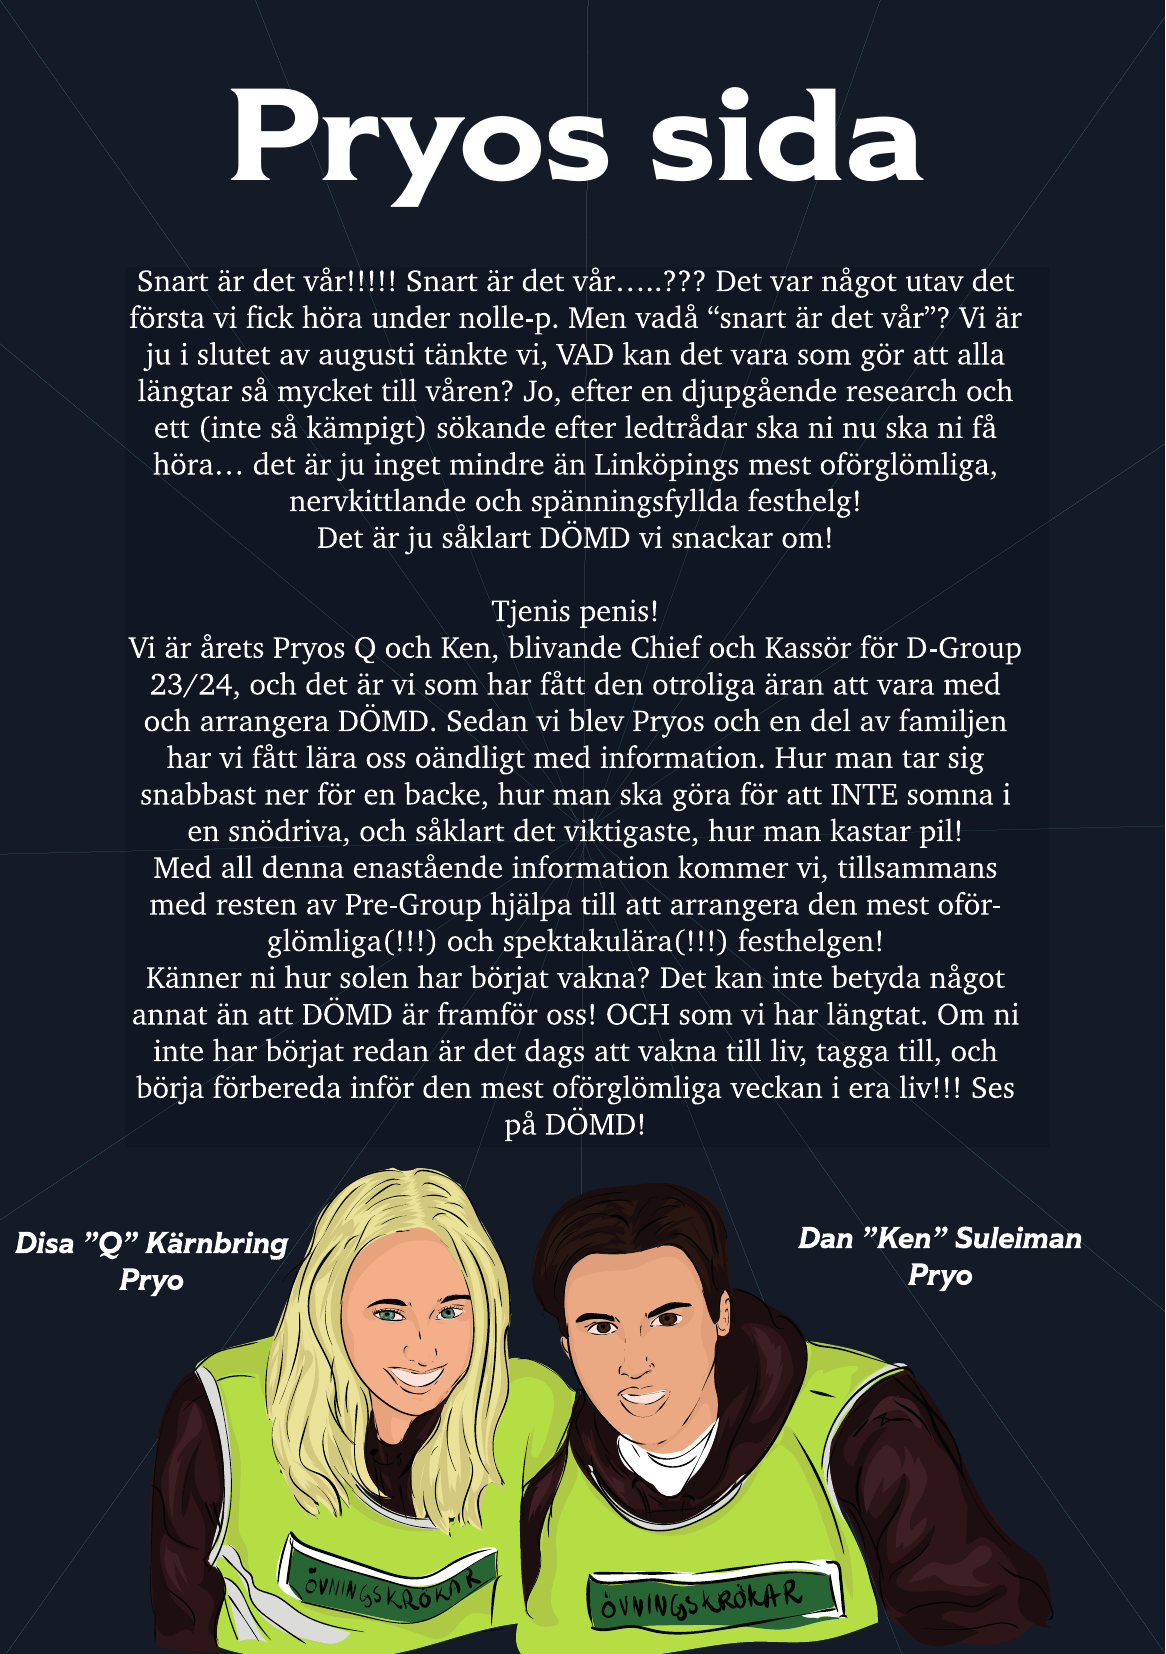 Pryos sida
Snart är det vår!!!!! Snart är det vår…..??? Det var något utav det
första vi fick höra under nolle-p. Men vadå “snart är det vår”? Vi är
ju i slutet av augusti tänkte vi, VAD kan det vara som gör att alla
längtar så mycket till våren? Jo, efter en djupgående research och
ett (inte så kämpigt) sökande efter ledtrådar ska ni nu ska ni få
höra… det är ju inget mindre än Linköpings mest oförglömliga,
nervkittlande och spänningsfyllda festhelg!
Det är ju såklart DÖMD vi snackar om!
Tjenis penis!
Vi är årets Pryos Q och Ken, blivande Chief och Kassör för D-Group
23/24, och det är vi som har fått den otroliga äran att vara med
och arrangera DÖMD. Sedan vi blev Pryos och en del av familjen
har vi fått lära oss oändligt med information. Hur man tar sig
snabbast ner för en backe, hur man ska göra för att INTE somna i
en snödriva, och såklart det viktigaste, hur man kastar pil!
Med all denna enastående information kommer vi, tillsammans
med resten av Pre-Group hjälpa till att arrangera den mest oför-
glömliga(!!!) och spektakulära(!!!) festhelgen!
Känner ni hur solen har börjat vakna? Det kan inte betyda något
annat än att DÖMD är framför oss! OCH som vi har längtat. Om ni
inte har börjat redan är det dags att vakna till liv, tagga till, och
börja förbereda inför den mest oförglömliga veckan i era liv!!! Ses
på DÖMD!
Disa ”Q” Kärnbring
Pryo
Dan ”Ken” Suleiman
Pryo
ÖVNINGSKRÖKAR
ÖVNINGSKRÖKAR